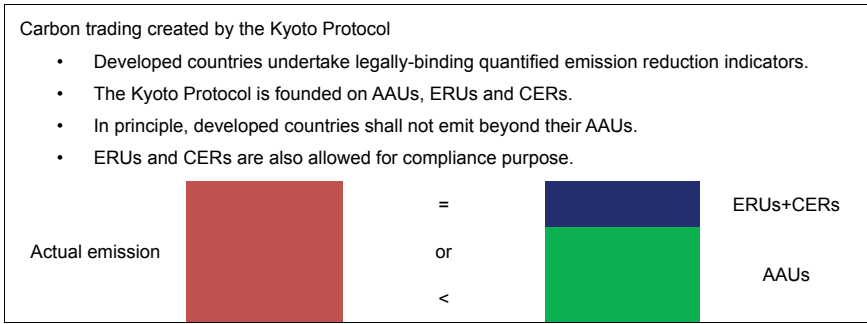 Carbon trading created by the Kyoto Protocol
• Developed countries undertake legally-binding quantified emission reduction indicators.
• The Kyoto Protocol is founded on AAUs, ERUs and CERs.
• In principle, developed countries shall not emit beyond their AAUs.
• ERUs and CERs are also allowed for compliance purpose.
= ERUs+CERs
Actual emission or AAUs
<